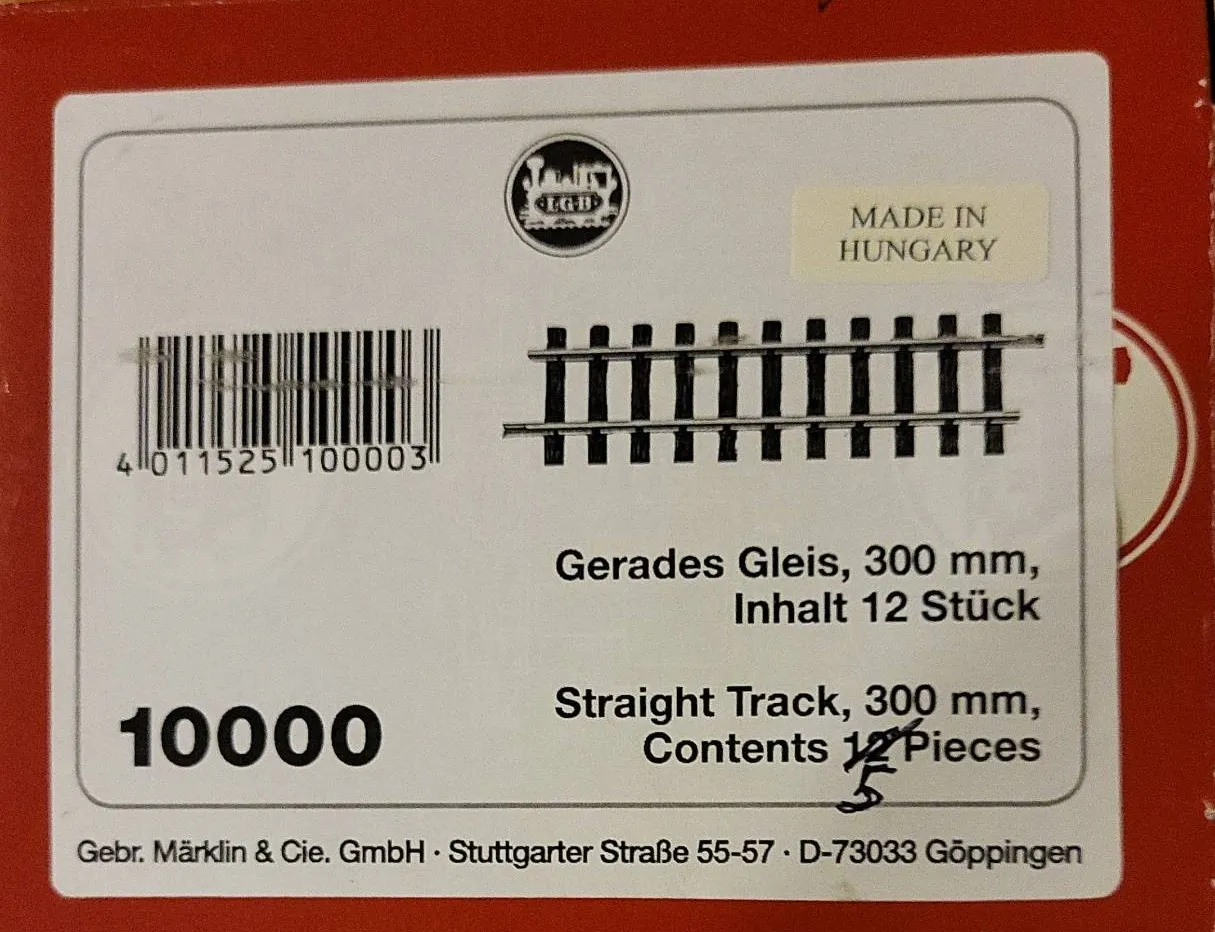 LGB
MADE IN
HUNGARY
4 011525 100003
Gerades Gleis, 300 mm,
Inhalt 12 Stück
10000
Straight Track, 300 mm,
Contents 12 Pieces
5
Gebr. Märklin & Cie. GmbH · Stuttgarter Straße 55-57 · D-73033 Göppingen